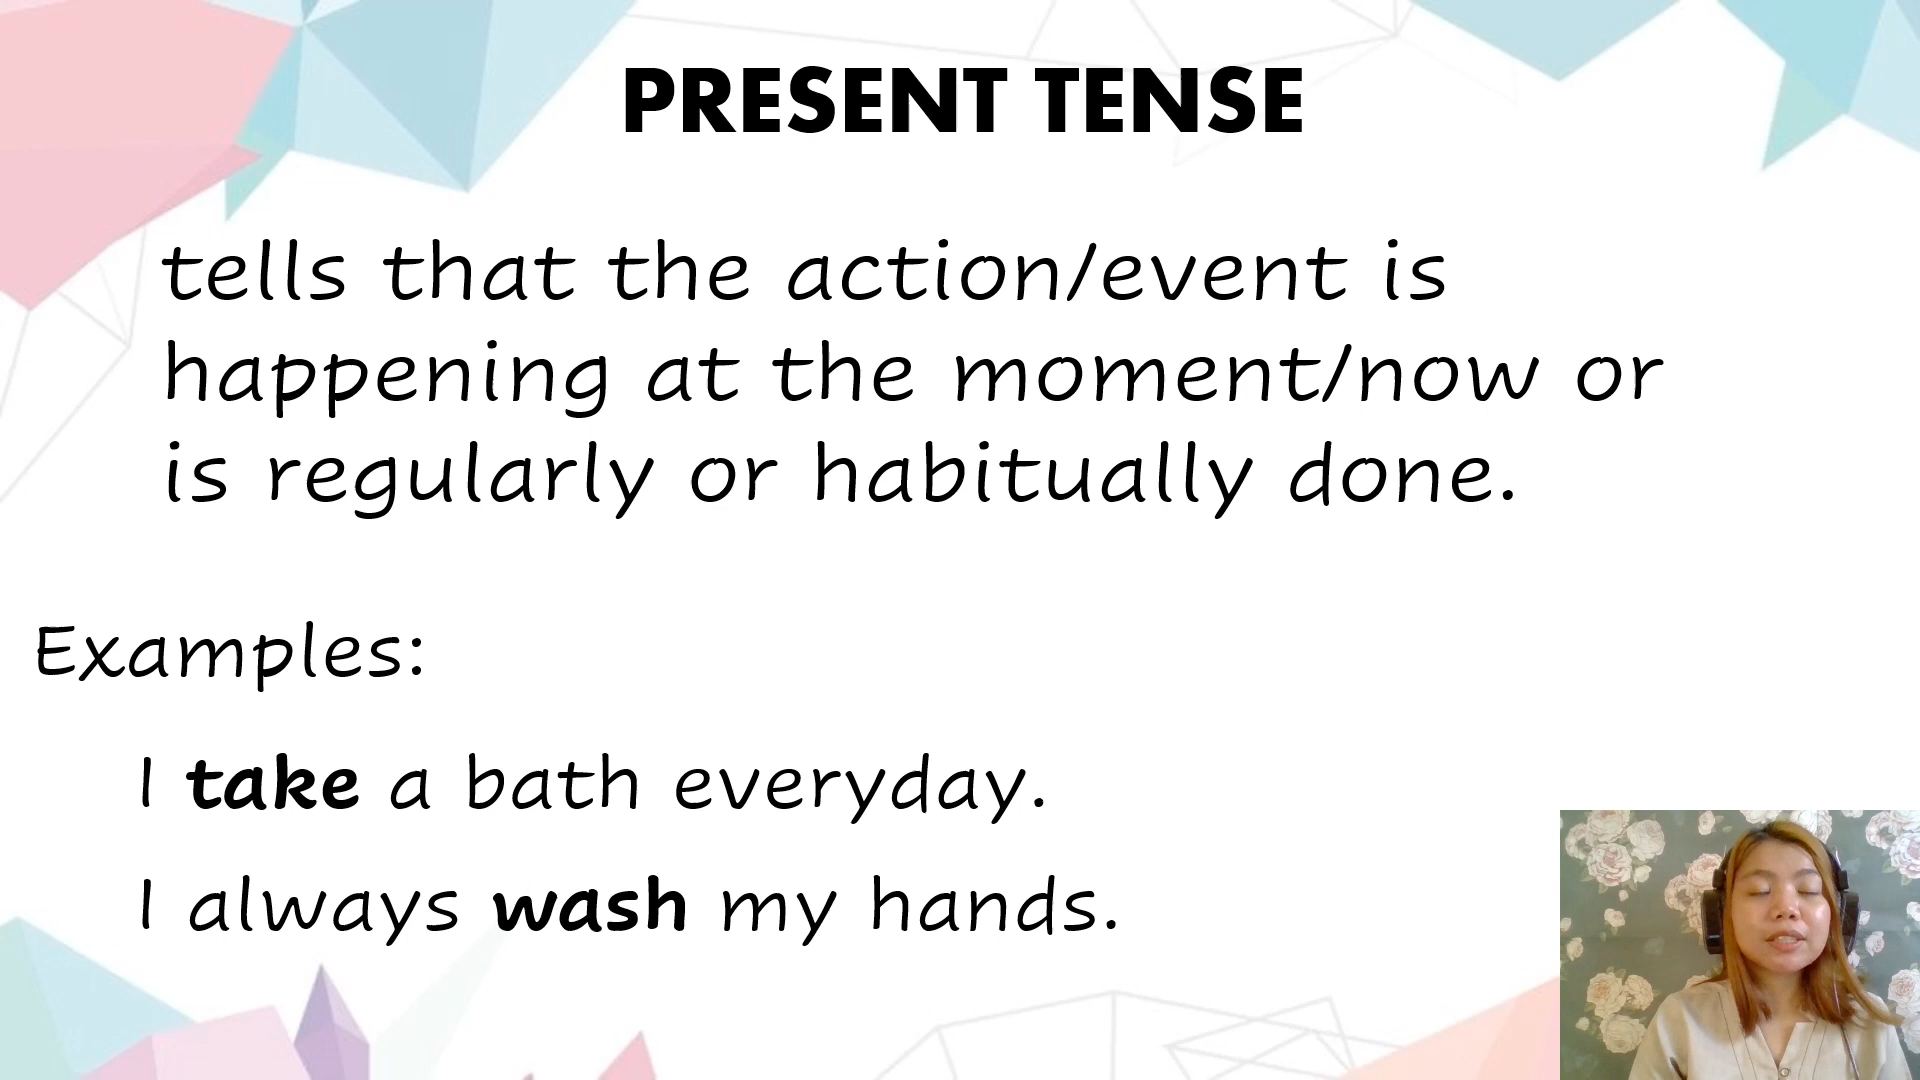 PRESENT TENSE
tells that the action/event is
happening at the moment/now or
is regularly or habitually done.
Examples:
I take a bath everyday.
I always wash my hands.